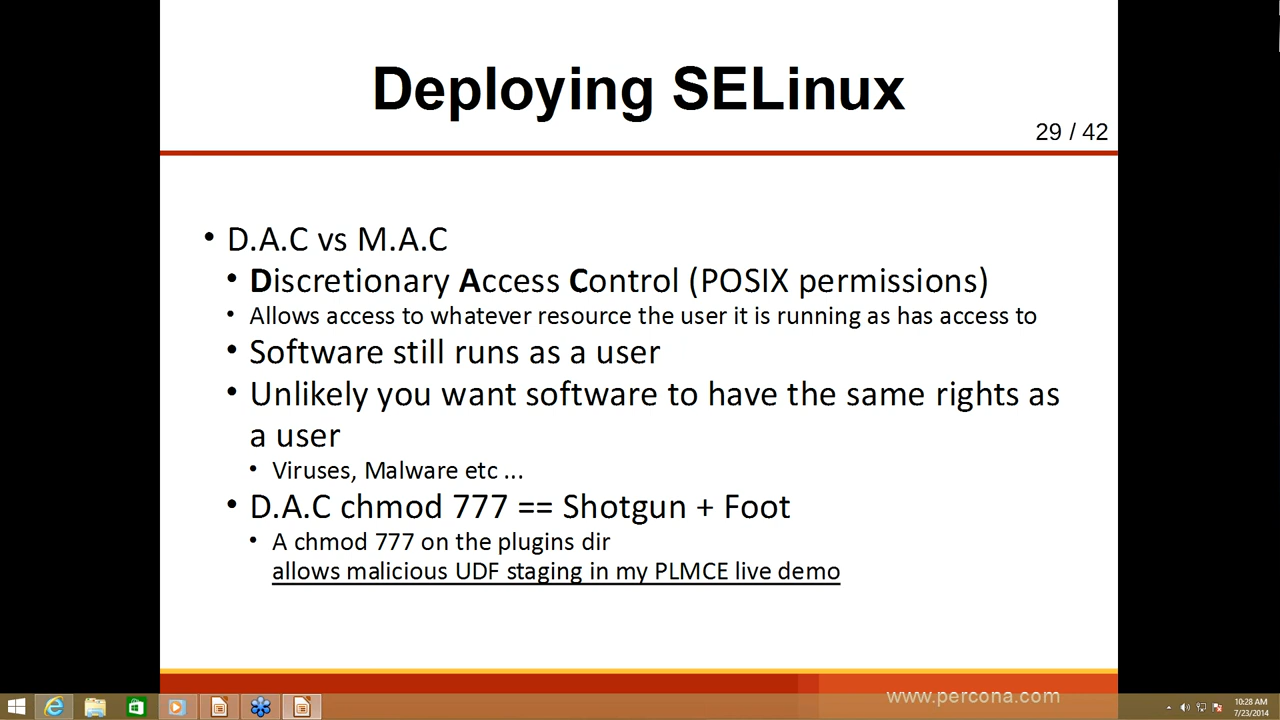 Deploying SELinux
29 / 42
• D.A.C vs M.A.C
• Discretionary Access Control (POSIX permissions)
• Allows access to whatever resource the user it is running as has access to
• Software still runs as a user
• Unlikely you want software to have the same rights as
a user
• Viruses, Malware etc ...
• D.A.C chmod 777 == Shotgun + Foot
• A chmod 777 on the plugins dir
allows malicious UDF staging in my PLMCE live demo
www.percona.com
10:28 AM
7/23/2014